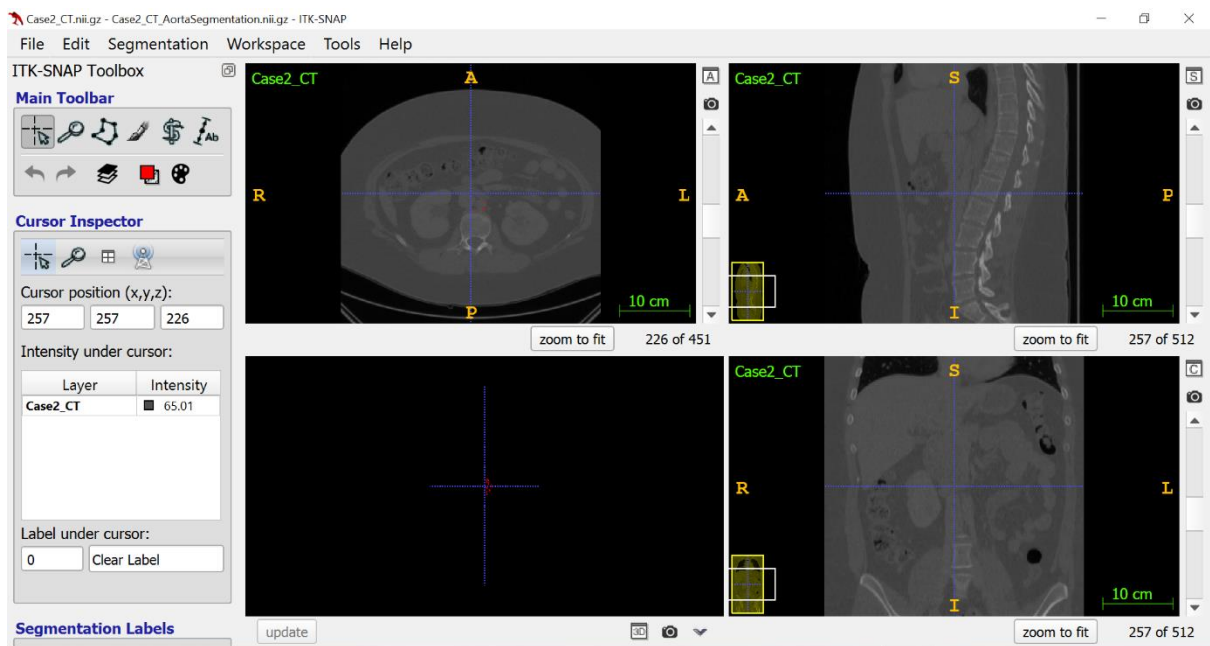 Case2_CT.nii.gz - Case2_CT_AortaSegmentation.nii.gz - ITK-SNAP
File Edit Segmentation Workspace Tools Help
ITK-SNAP Toolbox
Main Toolbar
Ab
Cursor Inspector
Cursor position (x,y,z):
257 257 226
Intensity under cursor:
Layer Intensity
Case2_CT 65.01
Label under cursor:
0 Clear Label
Segmentation Labels
Case2_CT
A
A
R
L
P
10 cm
zoom to fit 226 of 451
Case2_CT
S
S
A
P
I
10 cm
zoom to fit 257 of 512
update
3D
Case2_CT
S
C
R
L
I
10 cm
zoom to fit 257 of 512